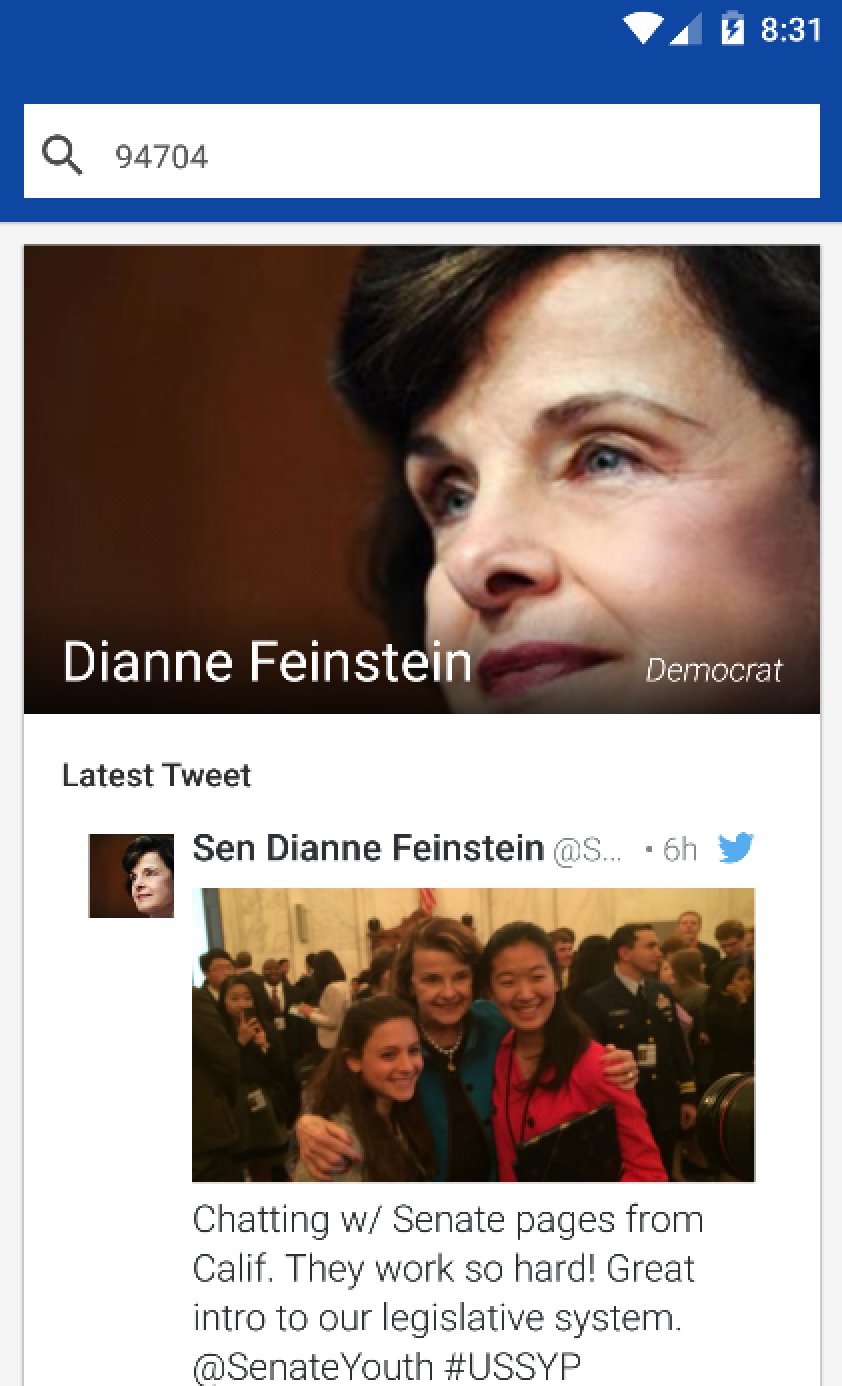 8:31
94704
Dianne Feinstein
Democrat
Latest Tweet
Sen Dianne Feinstein @S... • 6h
Chatting w/ Senate pages from
Calif. They work so hard! Great
intro to our legislative system.
@SenateYouth #USSYP